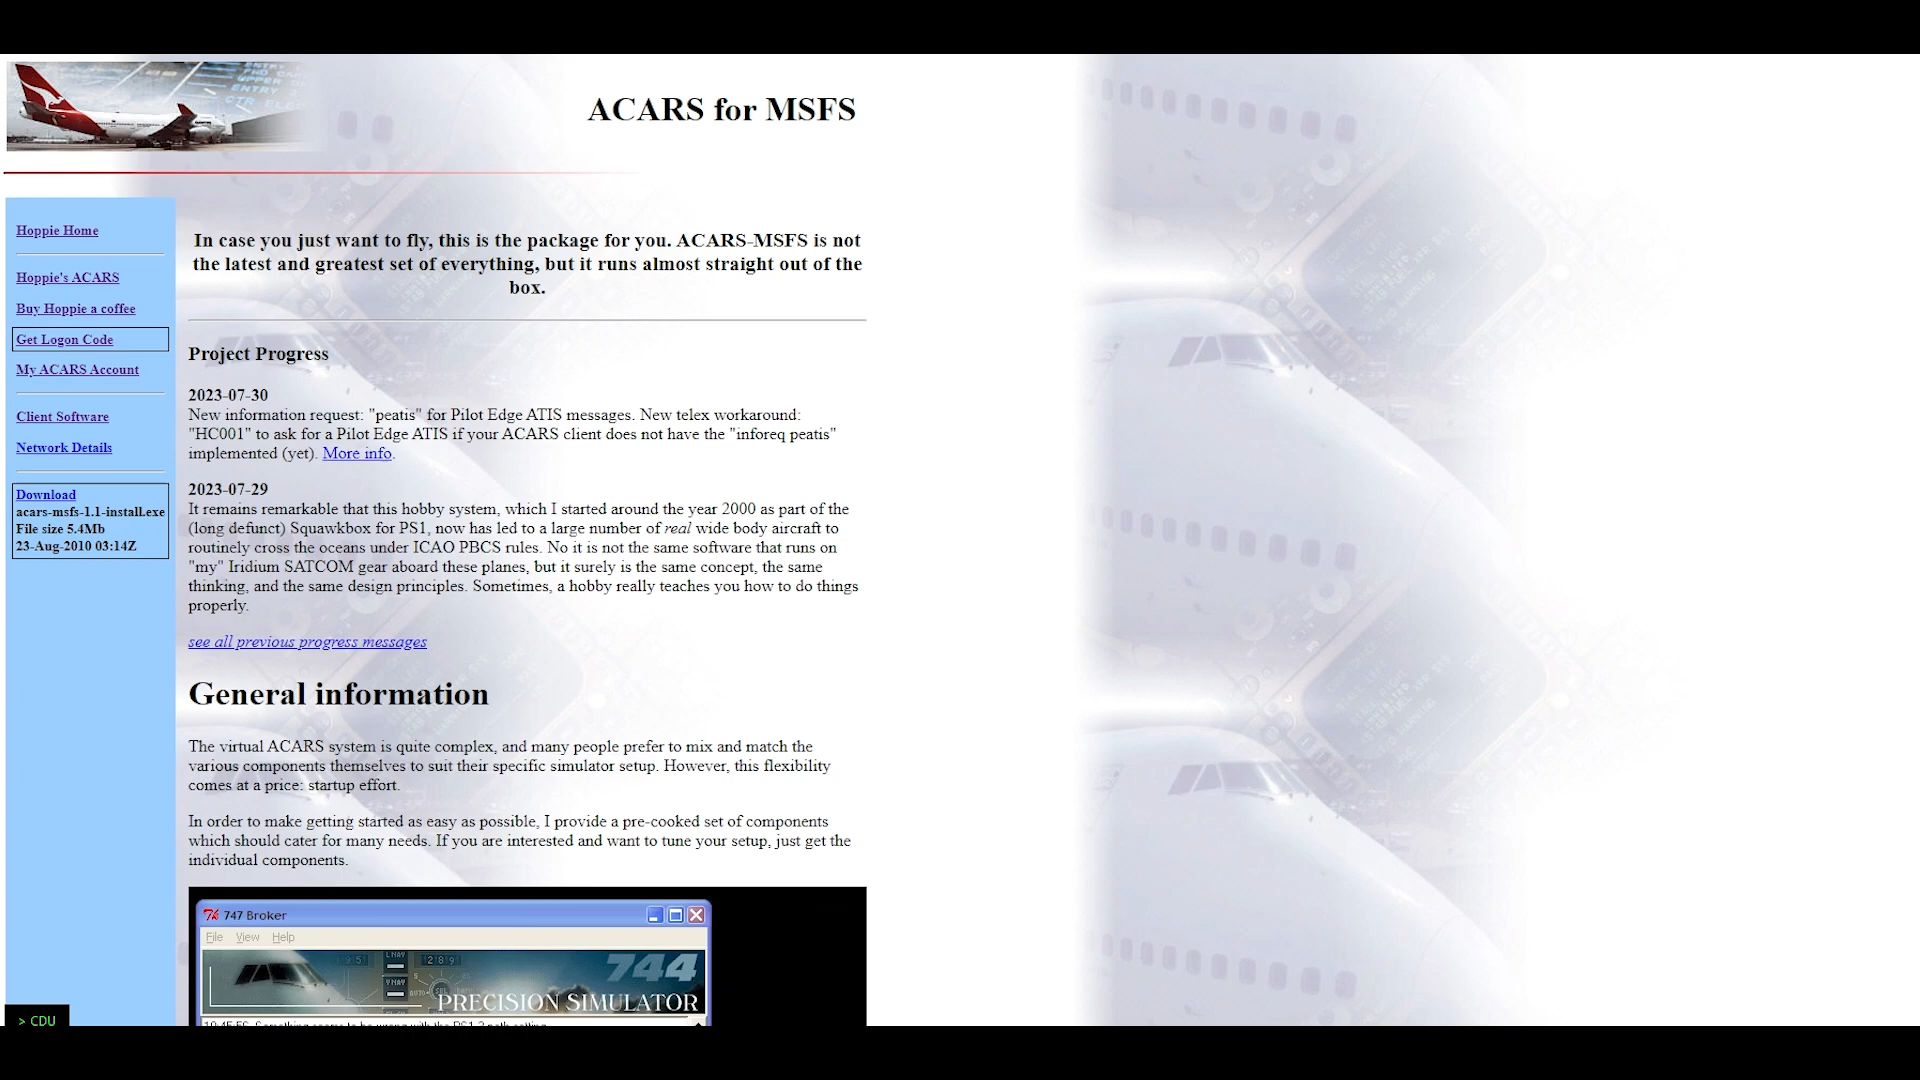 ACARS for MSFS
Hoppie Home
Hoppie's ACARS
Buy Hoppie a coffee
Get Logon Code
My ACARS Account
Client Software
Network Details
Download
acars-msfs-1.1-install.exe
File size 5.4Mb
23-Aug-2010 03:14Z
In case you just want to fly, this is the package for you. ACARS-MSFS is not
the latest and greatest set of everything, but it runs almost straight out of the
box.
Project Progress
2023-07-30
New information request: "peatis" for Pilot Edge ATIS messages. New telex workaround:
"HC001" to ask for a Pilot Edge ATIS if your ACARS client does not have the "inforeq peatis"
implemented (yet). More info.
2023-07-29
It remains remarkable that this hobby system, which I started around the year 2000 as part of the
(long defunct) Squawkbox for PS1, now has led to a large number of real wide body aircraft to
routinely cross the oceans under ICAO PBCS rules. No it is not the same software that runs on
"my" Iridium SATCOM gear aboard these planes, but it surely is the same concept, the same
thinking, and the same design principles. Sometimes, a hobby really teaches you how to do things
properly.
see all previous progress messages
General information
The virtual ACARS system is quite complex, and many people prefer to mix and match the
various components themselves to suit their specific simulator setup. However, this flexibility
comes at a price: startup effort.
In order to make getting started as easy as possible, I provide a pre-cooked set of components
which should cater for many needs. If you are interested and want to tune your setup, just get the
individual components.
747 Broker
File View Help
744
PRECISION SIMULATOR
> CDU